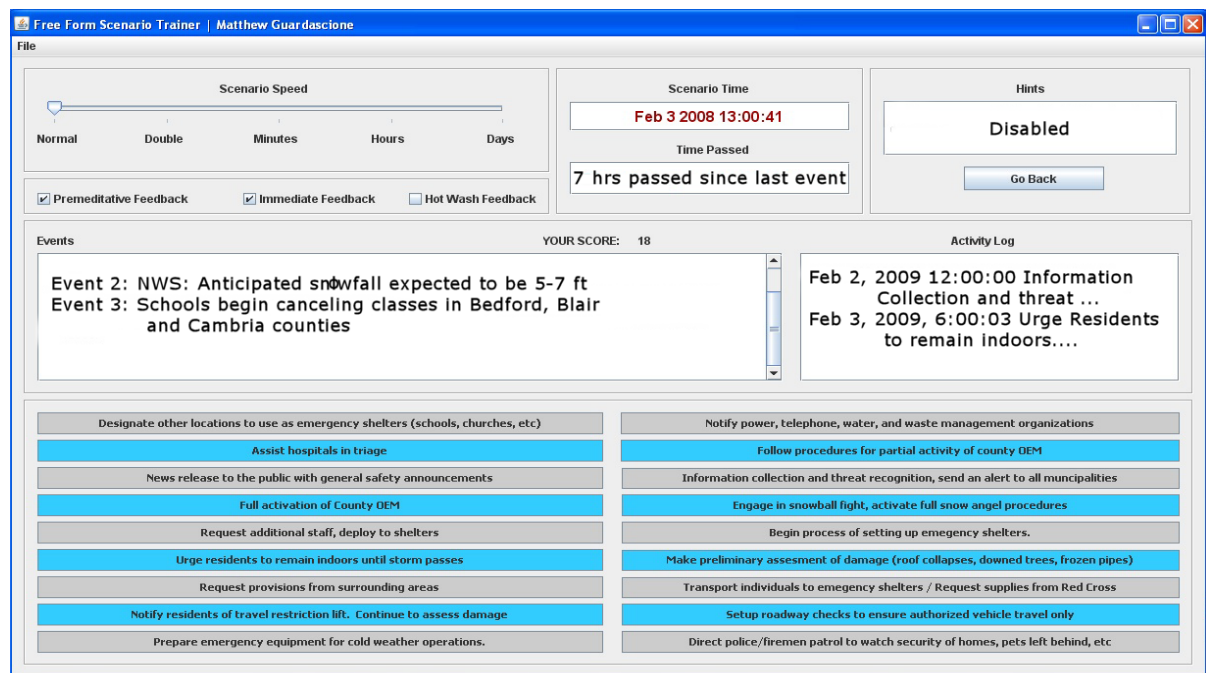 Free Form Scenario Trainer | Matthew Guardascione
File
Scenario Speed
Normal Double Minutes Hours Days
Premeditative Feedback Immediate Feedback Hot Wash Feedback
Scenario Time
Feb 3 2008 13:00:41
Time Passed
7 hrs passed since last event
Hints
Disabled
Go Back
Events YOUR SCORE: 18
Event 2: NWS: Anticipated snowfall expected to be 5-7 ft
Event 3: Schools begin canceling classes in Bedford, Blair
and Cambria counties
Activity Log
Feb 2, 2009 12:00:00 Information
Collection and threat ...
Feb 3, 2009, 6:00:03 Urge Residents
to remain indoors....
Designate other locations to use as emergency shelters (schools, churches, etc)
Assist hospitals in triage
News release to the public with general safety announcements
Full activation of County OEM
Request additional staff, deploy to shelters
Urge residents to remain indoors until storm passes
Request provisions from surrounding areas
Notify residents of travel restriction lift. Continue to assess damage
Prepare emergency equipment for cold weather operations.
Notify power, telephone, water, and waste management organizations
Follow procedures for partial activity of county OEM
Information collection and threat recognition, send an alert to all muncipalities
Engage in snowball fight, activate full snow angel procedures
Begin process of setting up emegency shelters.
Make preliminary assesment of damage (roof collapses, downed trees, frozen pipes)
Transport individuals to emegency shelters / Request supplies from Red Cross
Setup roadway checks to ensure authorized vehicle travel only
Direct police/firemen patrol to watch security of homes, pets left behind, etc